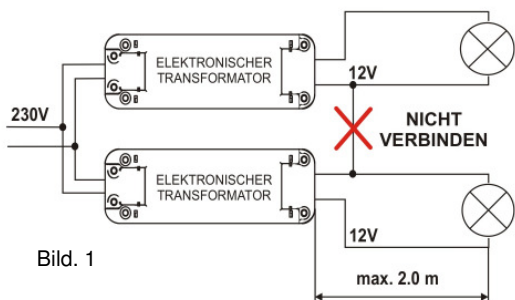 ELEKTRONISCHER
TRANSFORMATOR
12V
230V
NICHT
VERBINDEN
ELEKTRONISCHER
TRANSFORMATOR
12V
Bild. 1
max. 2.0 m